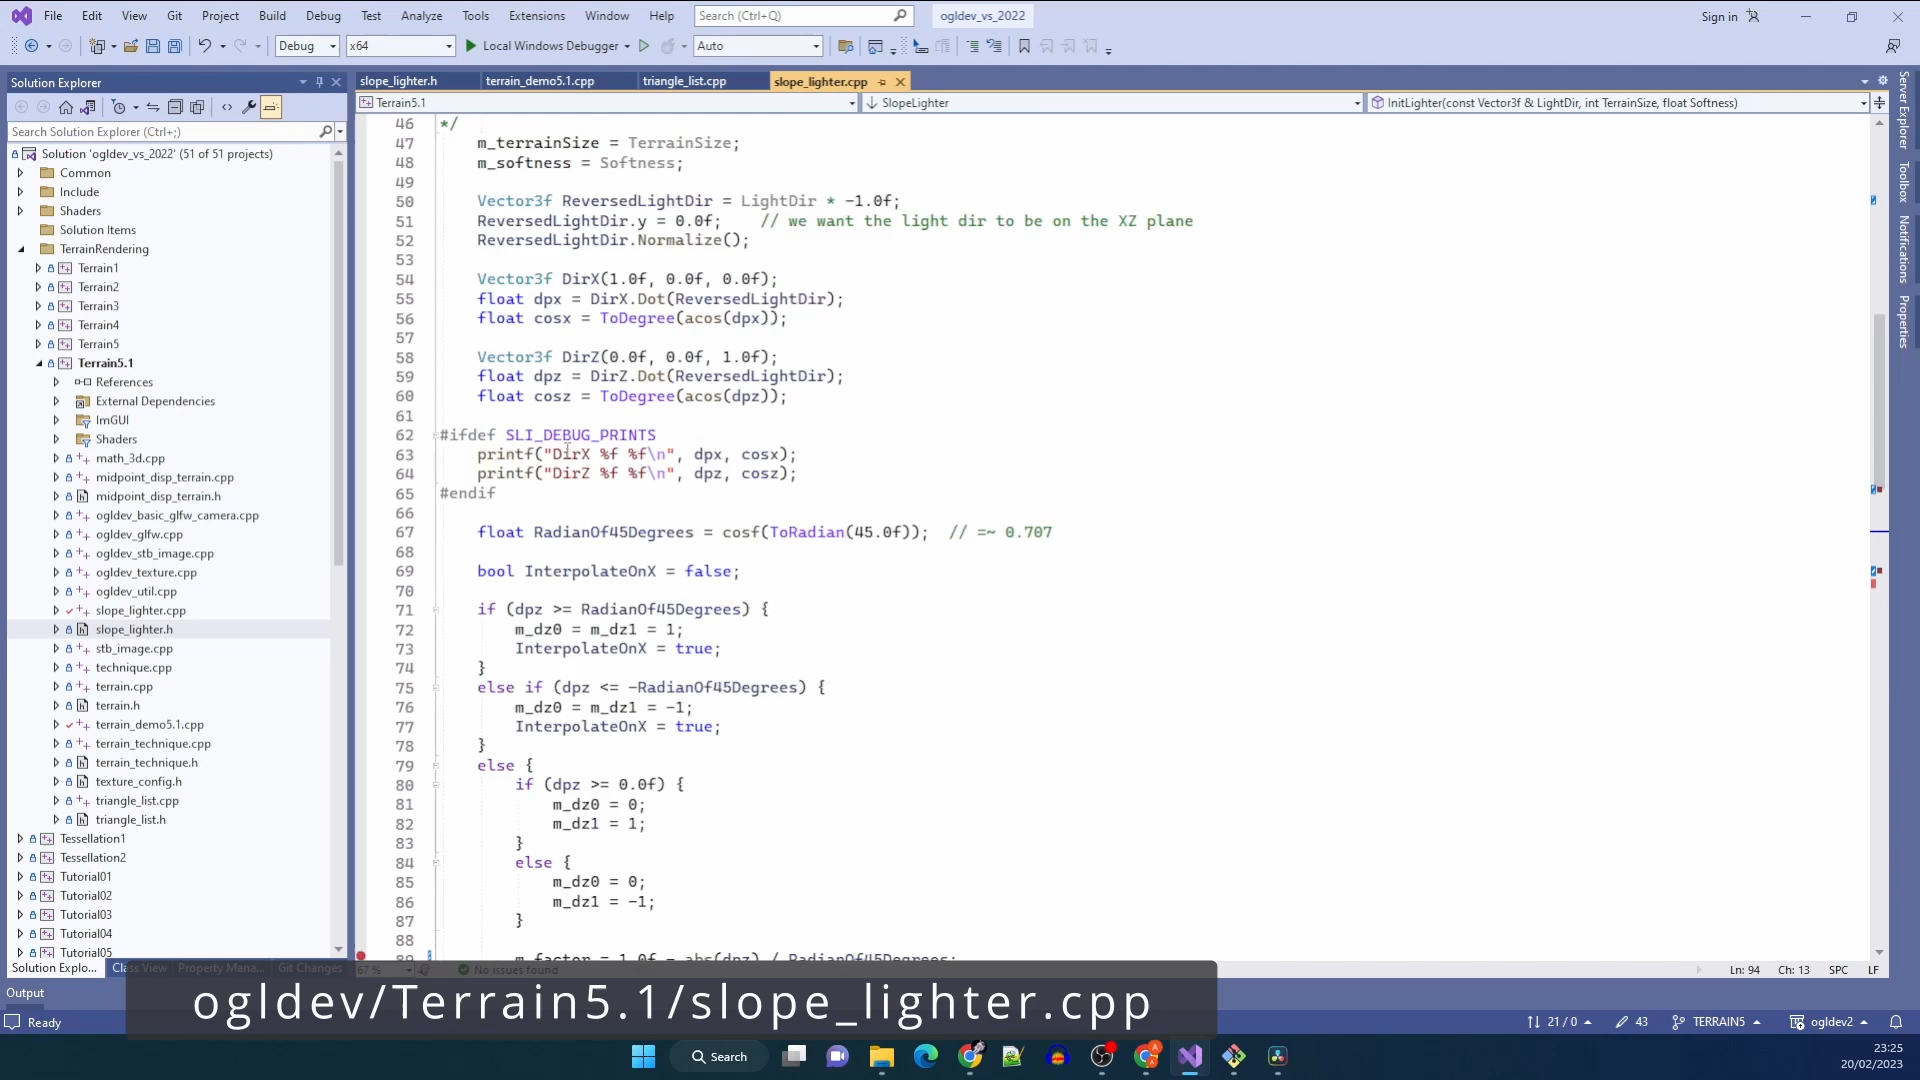 File Edit View Git Project Build Debug Test Analyze Tools Extensions Window Help Search (Ctrl+Q) ogldev_vs_2022 Sign in
Debug x64 Local Windows Debugger Auto
Solution Explorer
Search Solution Explorer (Ctrl+;)
Solution 'ogldev_vs_2022' (51 of 51 projects)
Common
Include
Shaders
Solution Items
TerrainRendering
Terrain1
Terrain2
Terrain3
Terrain4
Terrain5
Terrain5.1
References
External Dependencies
ImGUI
Shaders
math_3d.cpp
midpoint_disp_terrain.cpp
midpoint_disp_terrain.h
ogldev_basic_glfw_camera.cpp
ogldev_glfw.cpp
ogldev_stb_image.cpp
ogldev_texture.cpp
ogldev_util.cpp
slope_lighter.cpp
slope_lighter.h
stb_image.cpp
technique.cpp
terrain.cpp
terrain.h
terrain_demo5.1.cpp
terrain_technique.cpp
terrain_technique.h
texture_config.h
triangle_list.cpp
triangle_list.h
Tessellation1
Tessellation2
Tutorial01
Tutorial02
Tutorial03
Tutorial04
Tutorial05
Solution Explo... Class View Property Mana... Git Changes
slope_lighter.h terrain_demo5.1.cpp triangle_list.cpp slope_lighter.cpp
Terrain5.1 SlopeLighter InitLighter(const Vector3f & LightDir, int TerrainSize, float Softness)
46 */
47 m_terrainSize = TerrainSize;
48 m_softness = Softness;
49
50 Vector3f ReversedLightDir = LightDir * -1.0f;
51 ReversedLightDir.y = 0.0f; // we want the light dir to be on the XZ plane
52 ReversedLightDir.Normalize();
53
54 Vector3f DirX(1.0f, 0.0f, 0.0f);
55 float dpx = DirX.Dot(ReversedLightDir);
56 float cosx = ToDegree(acos(dpx));
57
58 Vector3f DirZ(0.0f, 0.0f, 1.0f);
59 float dpz = DirZ.Dot(ReversedLightDir);
60 float cosz = ToDegree(acos(dpz));
61
62 #ifdef SLI_DEBUG_PRINTS
63 printf("DirX %f %f\n", dpx, cosx);
64 printf("DirZ %f %f\n", dpz, cosz);
65 #endif
66
67 float RadianOf45Degrees = cosf(ToRadian(45.0f)); // =~ 0.707
68
69 bool InterpolateOnX = false;
70
71 if (dpz >= RadianOf45Degrees) {
72 m_dz0 = m_dz1 = 1;
73 InterpolateOnX = true;
74 }
75 else if (dpz <= -RadianOf45Degrees) {
76 m_dz0 = m_dz1 = -1;
77 InterpolateOnX = true;
78 }
79 else {
80 if (dpz >= 0.0f) {
81 m_dz0 = 0;
82 m_dz1 = 1;
83 }
84 else {
85 m_dz0 = 0;
86 m_dz1 = -1;
87 }
88
89 m_factor = 1.0f - abs(dpz) / RadianOf45Degrees;
67 % No issues found Ln: 94 Ch: 13 SPC LF
Server Explorer
Toolbox
Notifications
Properties
Output
ogldev/Terrain5.1/slope_lighter.cpp
Ready 21 / 0 43 TERRAIN5 ogldev2
Search
23:25
20/02/2023